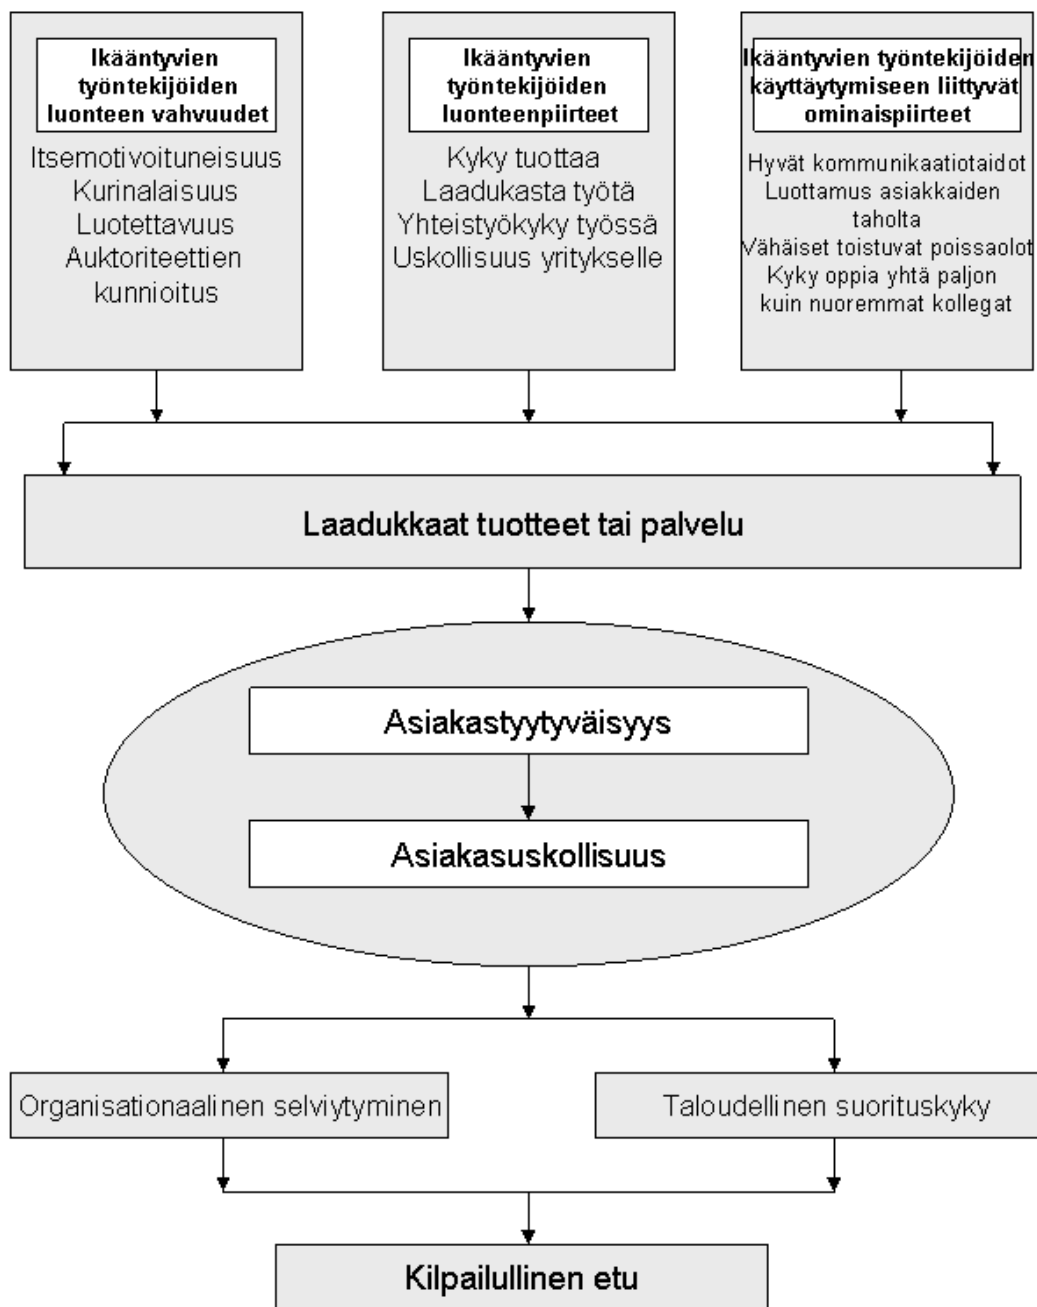 Ikääntyvien
työntekijöiden
luonteen vahvuudet
Itsemotivoituneisuus
Kurinalaisuus
Luotettavuus
Auktoriteettien
kunnioitus
Ikääntyvien
työntekijöiden
luonteenpiirteet
Kyky tuottaa
Laadukasta työtä
Yhteistyökyky työssä
Uskollisuus yritykselle
Ikääntyvien työntekijöiden
käyttäytymiseen liittyvät
ominaispiirteet
Hyvät kommunikaatiotaidot
Luottamus asiakkaiden
taholta
Vähäiset toistuvat poissaolot
Kyky oppia yhtä paljon
kuin nuoremmat kollegat
Laadukkaat tuotteet tai palvelu
Asiakastyytyväisyys
Asiakasuskollisuus
Organisationaalinen selviytyminen
Taloudellinen suorituskyky
Kilpailullinen etu